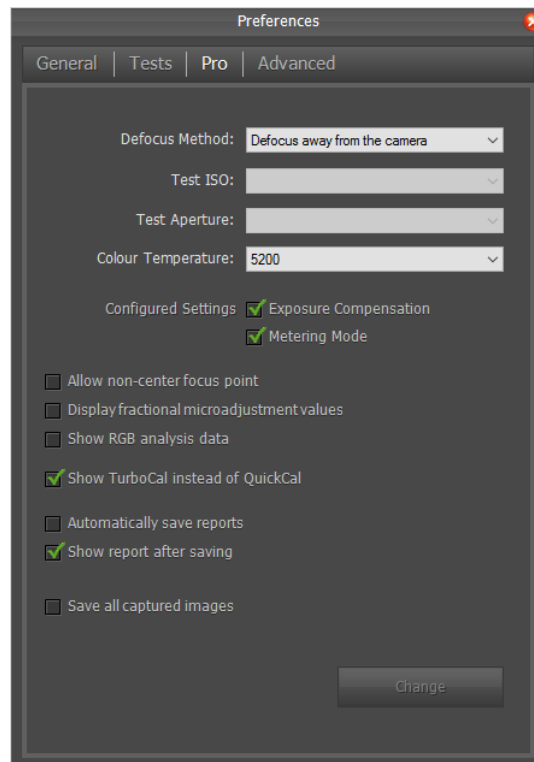 Preferences
General Tests Pro Advanced
Defocus Method: Defocus away from the camera
Test ISO:
Test Aperture:
Colour Temperature: 5200
Configured Settings Exposure Compensation
Metering Mode
Allow non-center focus point
Display fractional microadjustment values
Show RGB analysis data
Show TurboCal instead of QuickCal
Automatically save reports
Show report after saving
Save all captured images
Change